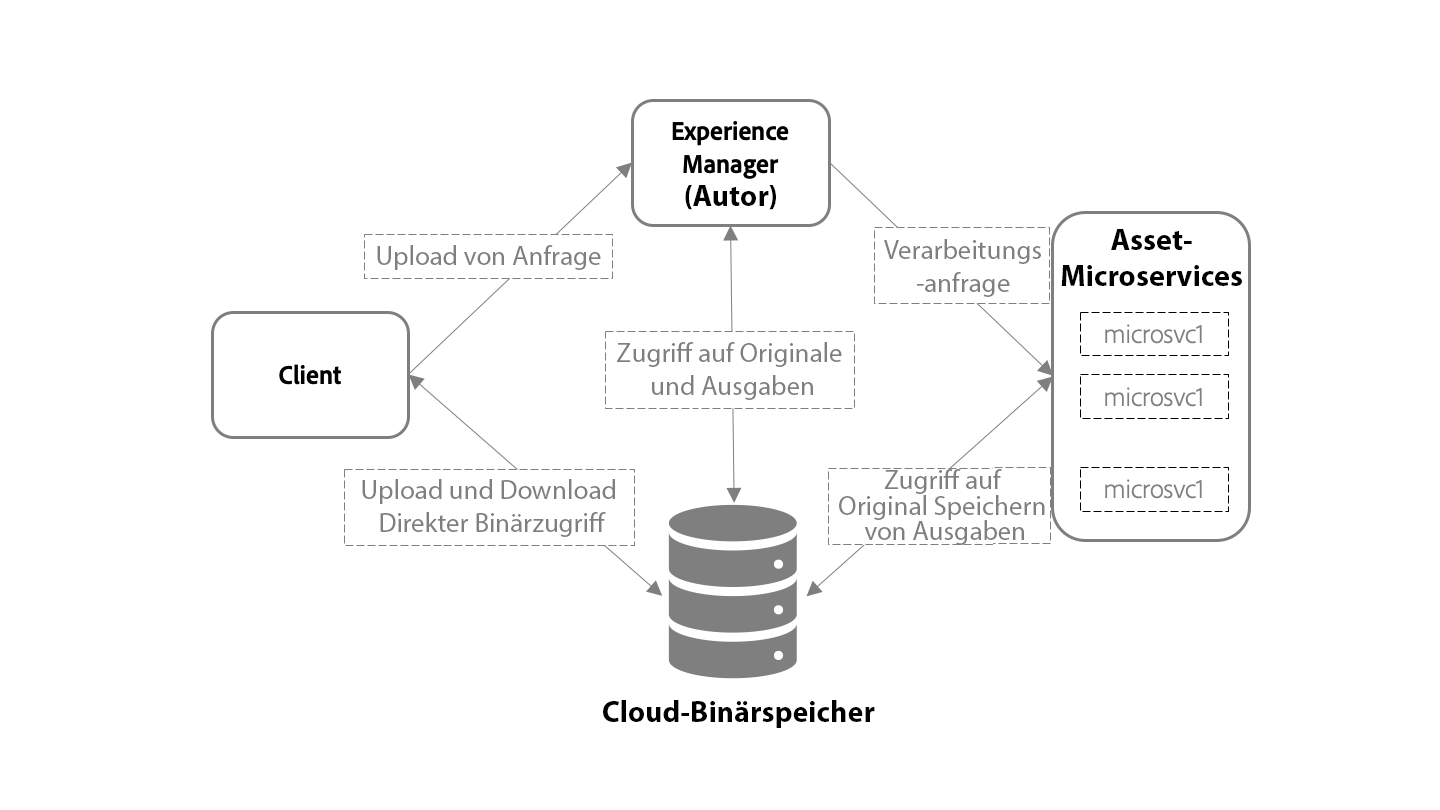 Experience
Manager
(Autor)
Upload von Anfrage
Verarbeitungs
-anfrage
Asset-
Microservices
microsvc1
microsvc1
microsvc1
Client
Zugriff auf Originale
und Ausgaben
Upload und Download
Direkter Binärzugriff
Zugriff auf
Original Speichern
von Ausgaben
Cloud-Binärspeicher